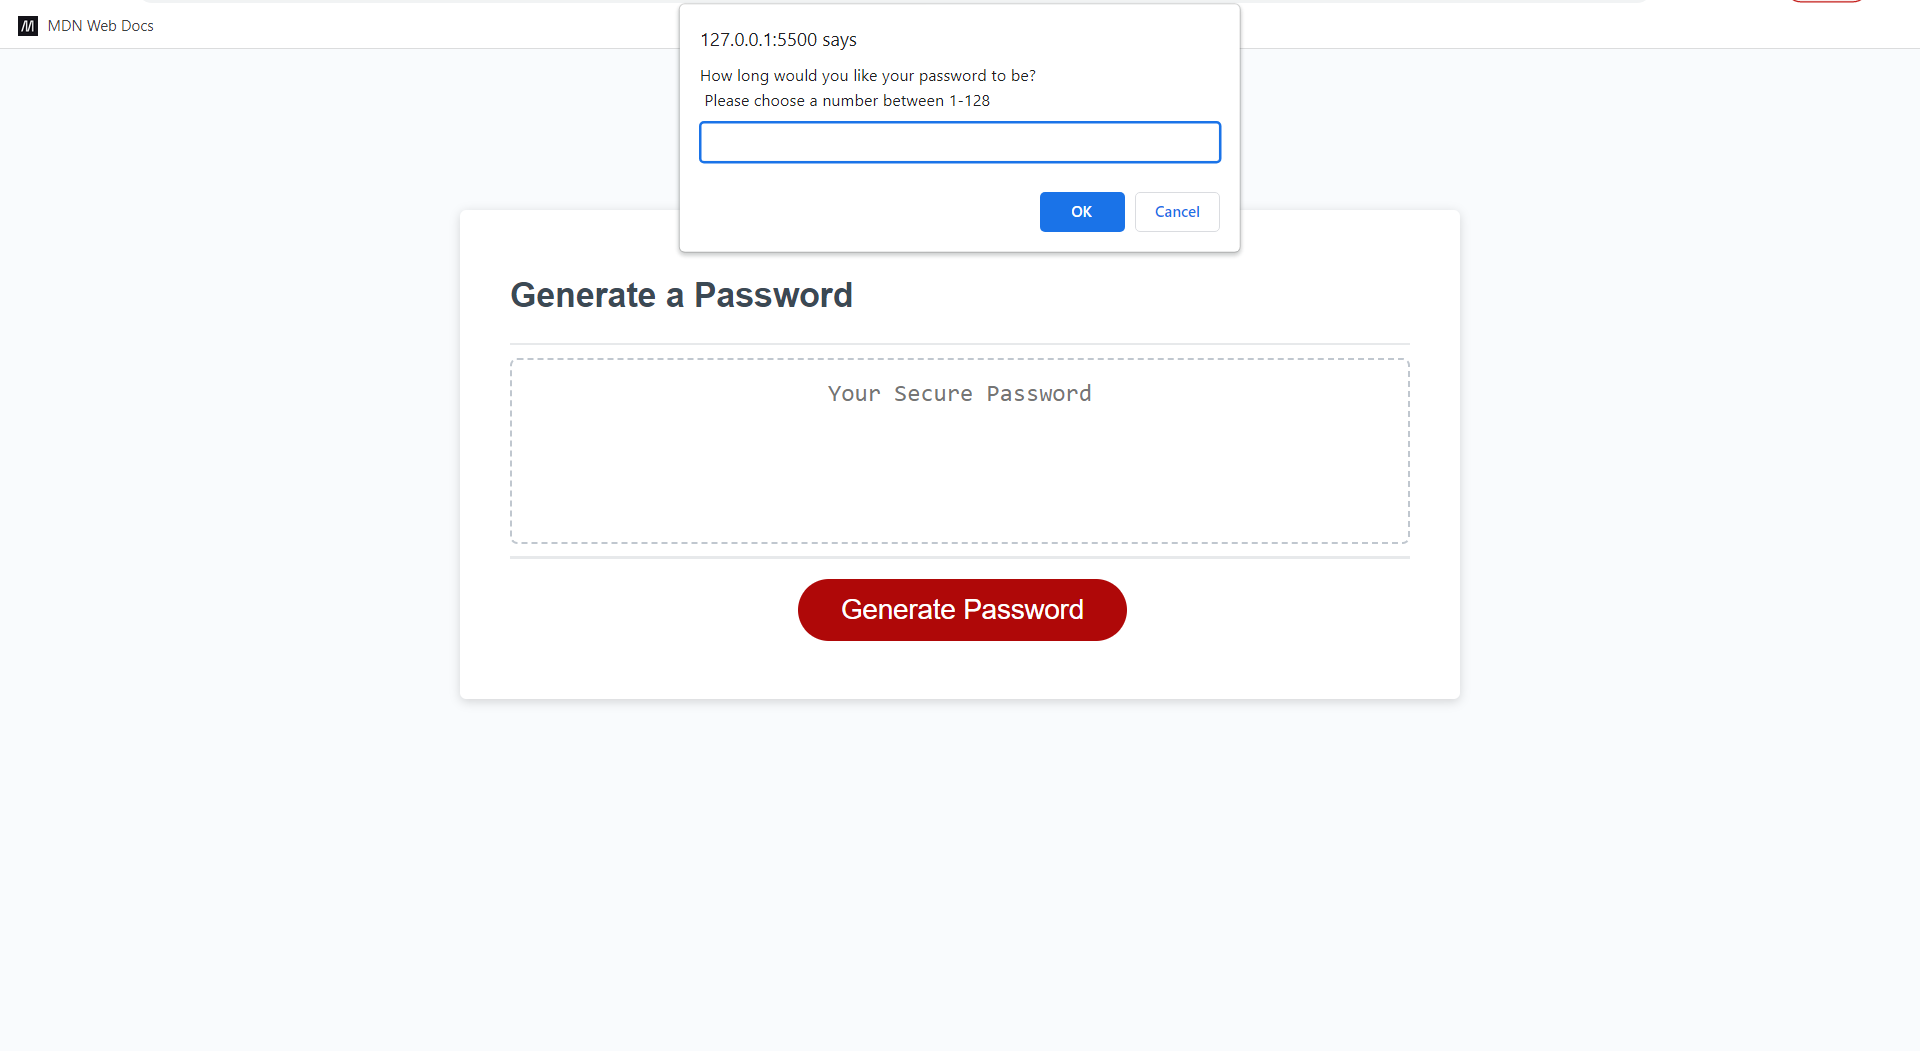 MDN Web Docs
127.0.0.1:5500 says
How long would you like your password to be?
Please choose a number between 1-128
OK
Cancel
Generate a Password
Your Secure Password
Generate Password